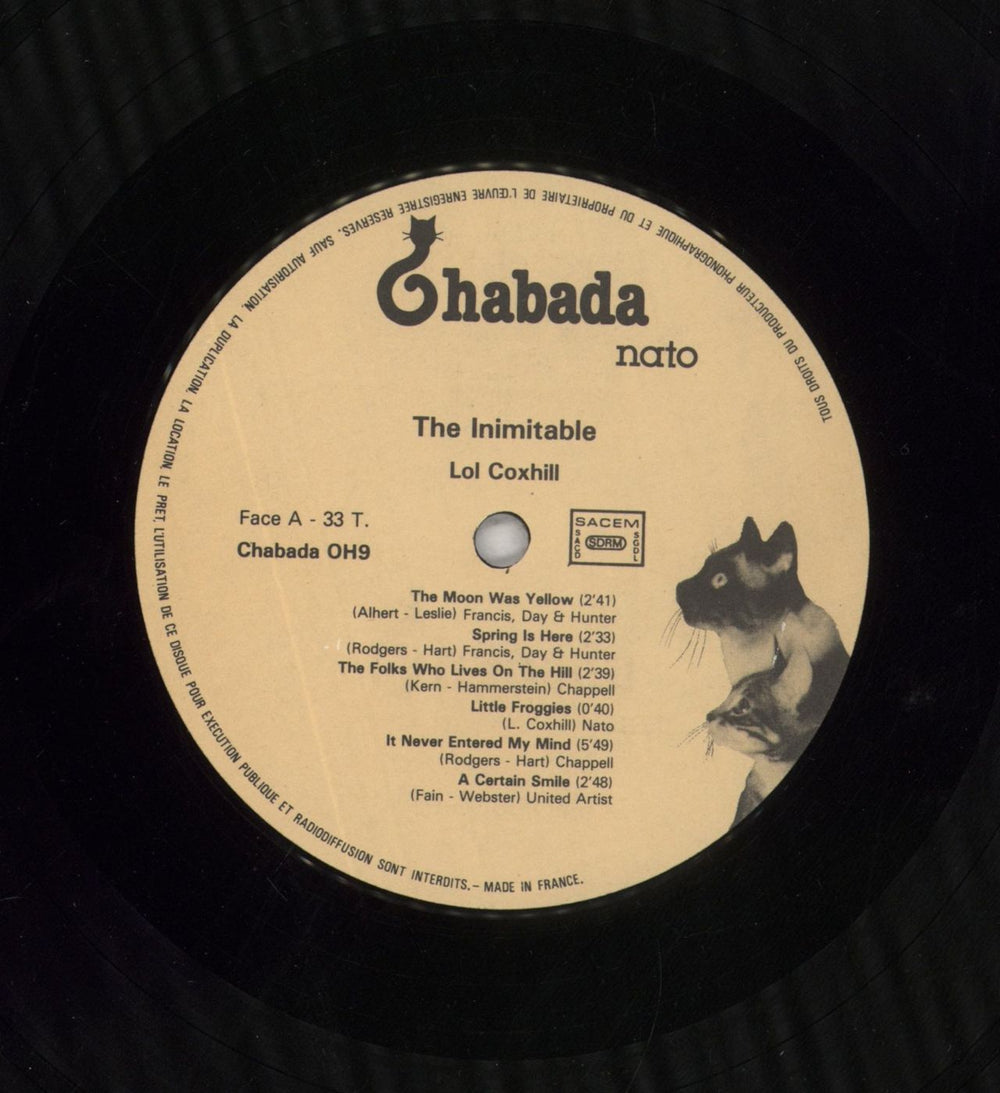 Chabada
nato
The Inimitable
Lol Coxhill
Face A - 33 T.
Chabada OH9
SACEM
SACD
SDRM
SGDL
The Moon Was Yellow (2'41)
(Alhert - Leslie) Francis, Day & Hunter
Spring Is Here (2'33)
(Rodgers - Hart) Francis, Day & Hunter
The Folks Who Lives On The Hill (2'39)
(Kern - Hammerstein) Chappell
Little Froggies (0'40)
(L. Coxhill) Nato
It Never Entered My Mind (5'49)
(Rodgers - Hart) Chappell
A Certain Smile (2'48)
(Fain - Webster) United Artist
TOUS DROITS DU PRODUCTEUR PHONOGRAPHIQUE ET DU PROPRIETAIRE DE L'ŒUVRE ENREGISTREE RESERVES. SAUF AUTORISATION, LA DUPLICATION, LA LOCATION, LE PRET, L'UTILISATION DE CE DISQUE POUR EXECUTION PUBLIQUE ET RADIODIFFUSION SONT INTERDITS. – MADE IN FRANCE.